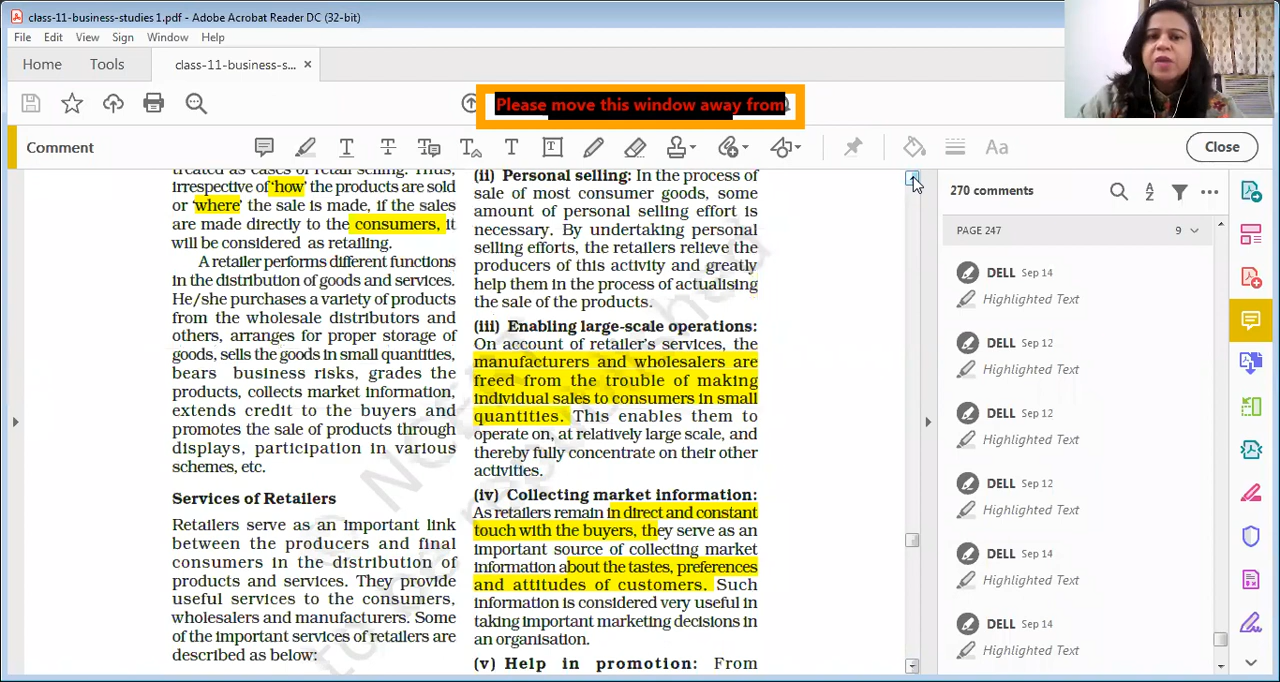 class-11-business-studies 1.pdf - Adobe Acrobat Reader DC (32-bit)
File Edit View Sign Window Help
Home Tools class-11-business-s... ×
Please move this window away from
Comment
Close
treated as cases of retail selling. Thus,
irrespective of 'how' the products are sold
or 'where' the sale is made, if the sales
are made directly to the consumers, it
will be considered as retailing.
A retailer performs different functions
in the distribution of goods and services.
He/she purchases a variety of products
from the wholesale distributors and
others, arranges for proper storage of
goods, sells the goods in small quantities,
bears business risks, grades the
products, collects market information,
extends credit to the buyers and
promotes the sale of products through
displays, participation in various
schemes, etc.
Services of Retailers
Retailers serve as an important link
between the producers and final
consumers in the distribution of
products and services. They provide
useful services to the consumers,
wholesalers and manufacturers. Some
of the important services of retailers are
described as below:
(ii) Personal selling: In the process of
sale of most consumer goods, some
amount of personal selling effort is
necessary. By undertaking personal
selling efforts, the retailers relieve the
producers of this activity and greatly
help them in the process of actualising
the sale of the products.
(iii) Enabling large-scale operations:
On account of retailer's services, the
manufacturers and wholesalers are
freed from the trouble of making
individual sales to consumers in small
quantities. This enables them to
operate on, at relatively large scale, and
thereby fully concentrate on their other
activities.
(iv) Collecting market information:
As retailers remain in direct and constant
touch with the buyers, they serve as an
important source of collecting market
information about the tastes, preferences
and attitudes of customers. Such
information is considered very useful in
taking important marketing decisions in
an organisation.
(v) Help in promotion: From
270 comments
PAGE 247 9
DELL Sep 14
Highlighted Text
DELL Sep 12
Highlighted Text
DELL Sep 12
Highlighted Text
DELL Sep 12
Highlighted Text
DELL Sep 14
Highlighted Text
DELL Sep 14
Highlighted Text